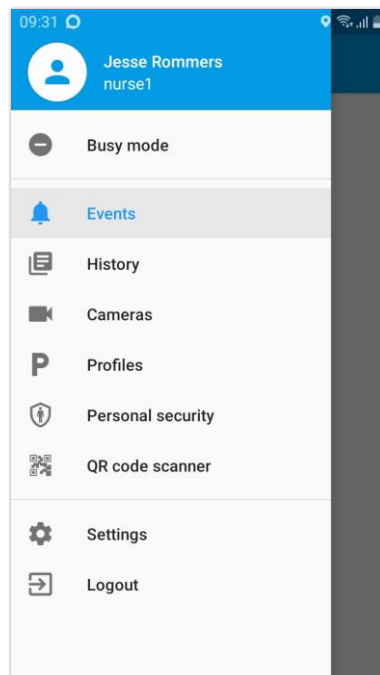 09:31
Jesse Rommers
nurse1
Busy mode
Events
History
Cameras
P
Profiles
Personal security
QR code scanner
Settings
Logout